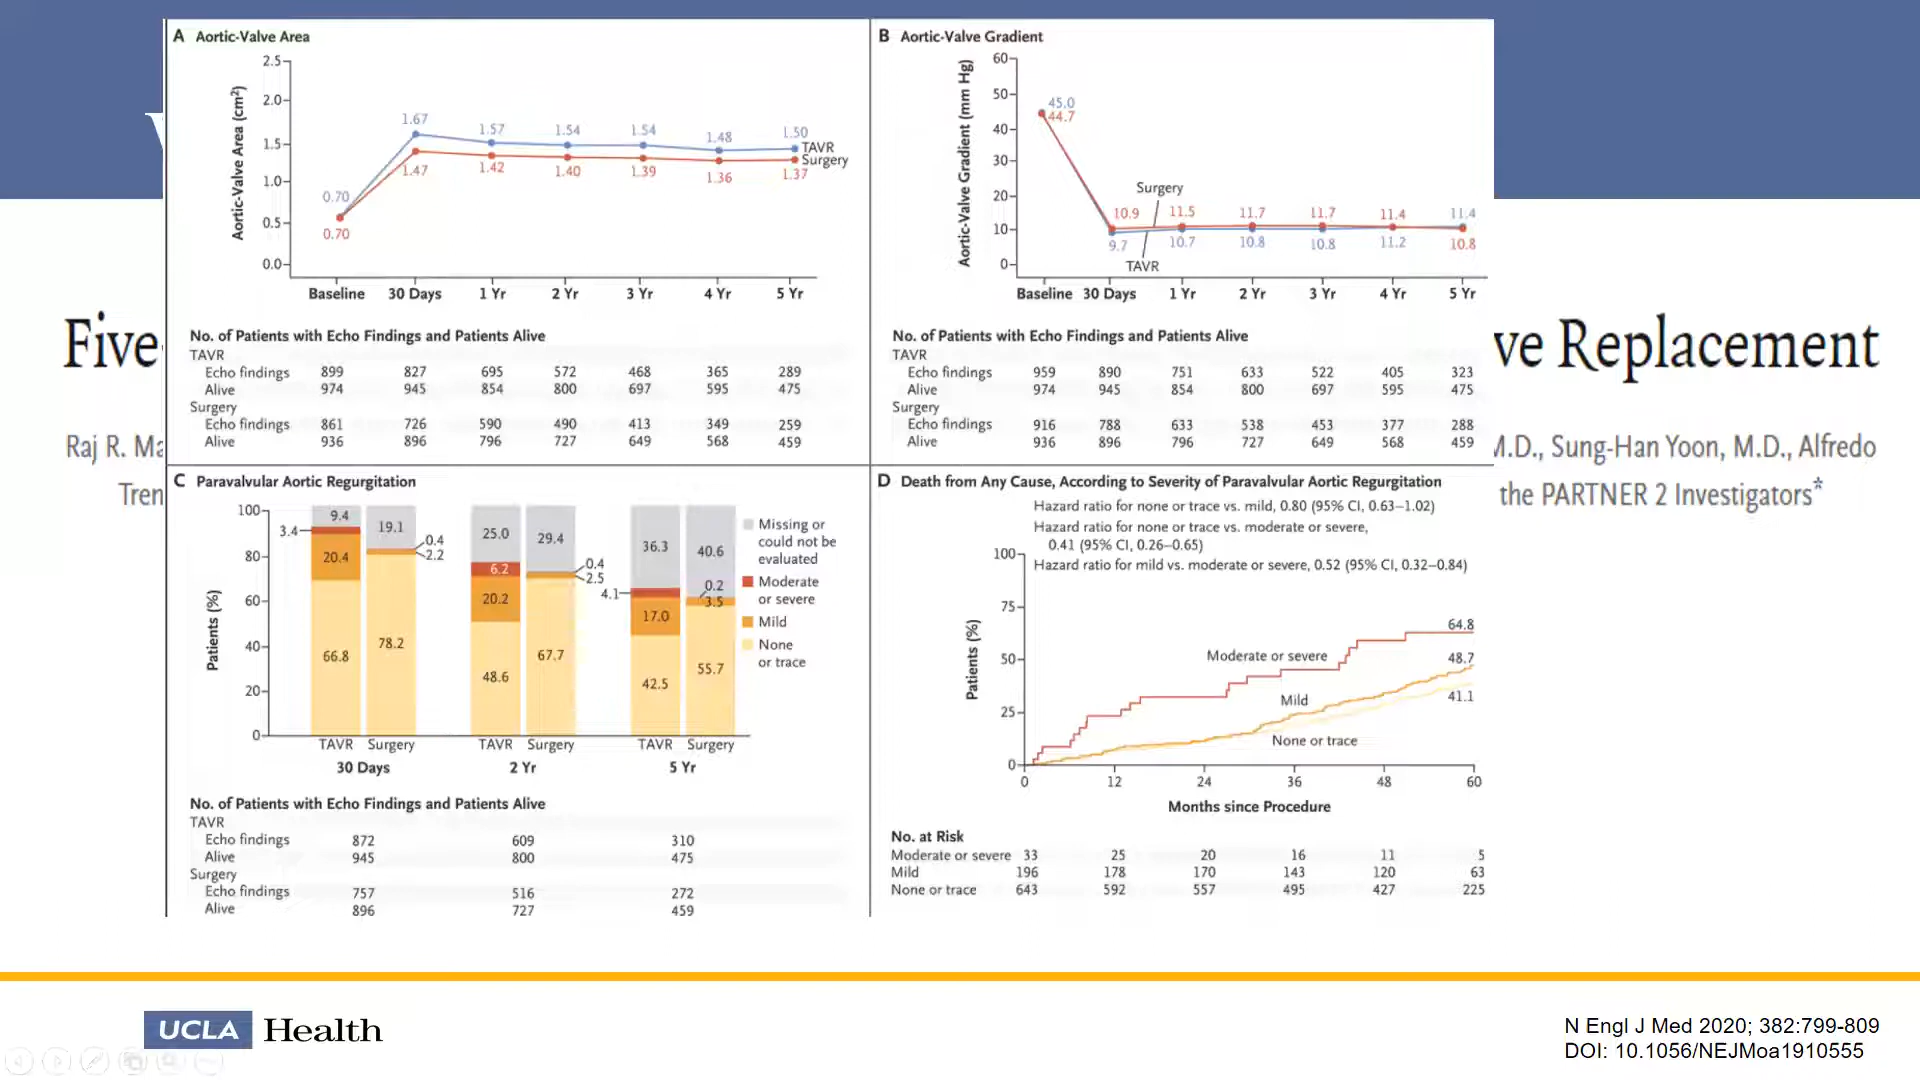 A Aortic-Valve Area
Aortic-Valve Area (cm²)
2.5
2.0
1.5
1.0
0.5
0.0
0.70
0.70
1.67 1.57 1.54 1.54 1.48 1.50
1.47 1.42 1.40 1.39 1.36 1.37
TAVR
Surgery
Baseline 30 Days 1 Yr 2 Yr 3 Yr 4 Yr 5 Yr
No. of Patients with Echo Findings and Patients Alive
TAVR
Echo findings 899 827 695 572 468 365 289
Alive 974 945 854 800 697 595 475
Surgery
Echo findings 861 726 590 490 413 349 259
Alive 936 896 796 727 649 568 459
B Aortic-Valve Gradient
Aortic-Valve Gradient (mm Hg)
60
50
40
30
20
10
0
45.0
44.7
Surgery
10.9 11.5 11.7 11.7 11.4 11.4
9.7 10.7 10.8 10.8 11.2 10.8
TAVR
Baseline 30 Days 1 Yr 2 Yr 3 Yr 4 Yr 5 Yr
No. of Patients with Echo Findings and Patients Alive
TAVR
Echo findings 959 890 751 633 522 405 323
Alive 974 945 854 800 697 595 475
Surgery
Echo findings 916 788 633 538 453 377 288
Alive 936 896 796 727 649 568 459
Five
ve Replacement
Raj R. Ma
M.D., Sung-Han Yoon, M.D., Alfredo
Tren
the PARTNER 2 Investigators*
C Paravalvular Aortic Regurgitation
Patients (%)
100
80
60
40
20
0
9.4 19.1 25.0 29.4 36.3 40.6
3.4 0.4 6.2 0.4 4.1 0.2
20.4 2.2 20.2 2.5 17.0 3.5
66.8 78.2 48.6 67.7 42.5 55.7
Missing or
could not be
evaluated
Moderate
or severe
Mild
None
or trace
TAVR Surgery TAVR Surgery TAVR Surgery
30 Days 2 Yr 5 Yr
No. of Patients with Echo Findings and Patients Alive
TAVR
Echo findings 872 609 310
Alive 945 800 475
Surgery
Echo findings 757 516 272
Alive 896 727 459
D Death from Any Cause, According to Severity of Paravalvular Aortic Regurgitation
Hazard ratio for none or trace vs. mild, 0.80 (95% CI, 0.63–1.02)
Hazard ratio for none or trace vs. moderate or severe,
0.41 (95% CI, 0.26–0.65)
Hazard ratio for mild vs. moderate or severe, 0.52 (95% CI, 0.32–0.84)
Patients (%)
100
75
50
25
0
64.8
Moderate or severe
48.7
Mild
41.1
None or trace
0 12 24 36 48 60
Months since Procedure
No. at Risk
Moderate or severe 33 25 20 16 11 5
Mild 196 178 170 143 120 63
None or trace 643 592 557 495 427 225
UCLA Health
N Engl J Med 2020; 382:799-809
DOI: 10.1056/NEJMoa1910555